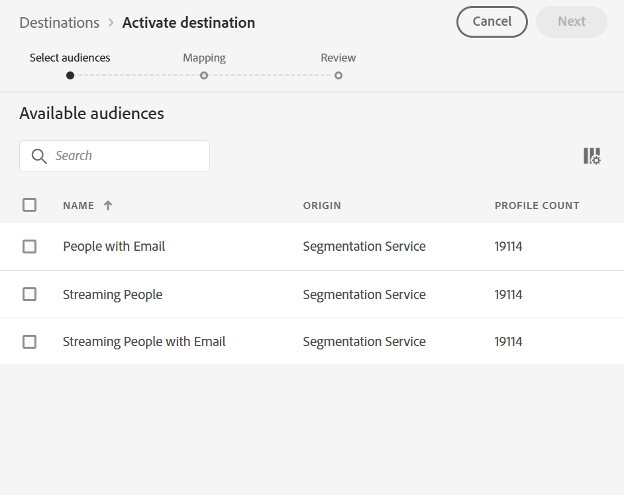 Destinations > Activate destination
Cancel
Next
Select audiences
Mapping
Review
Available audiences
Search
NAME ORIGIN PROFILE COUNT
People with Email Segmentation Service 19114
Streaming People Segmentation Service 19114
Streaming People with Email Segmentation Service 19114